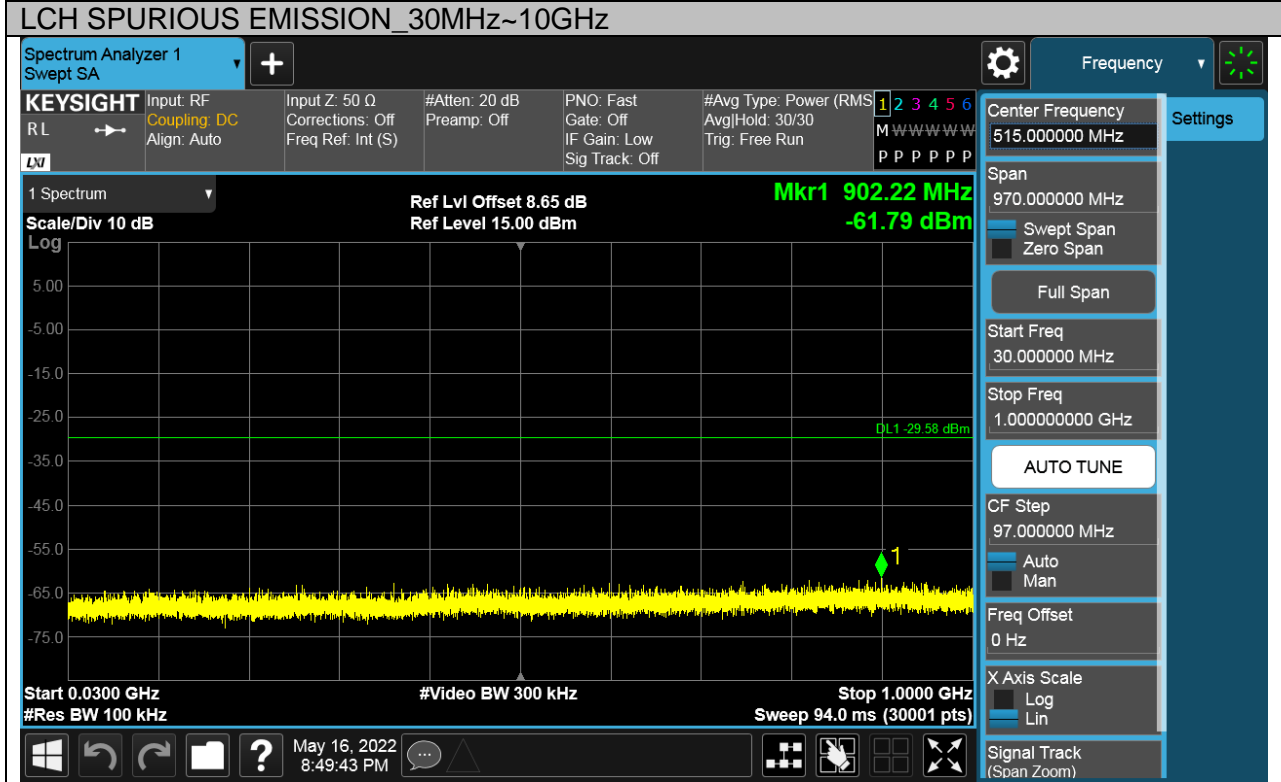 LCH SPURIOUS EMISSION_30MHz~10GHz
Spectrum Analyzer 1
Swept SA
+
Frequency
KEYSIGHT
RL
LXI
Input: RF
Coupling: DC
Align: Auto
Input Z: 50 Ω
Corrections: Off
Freq Ref: Int (S)
#Atten: 20 dB
Preamp: Off
PNO: Fast
Gate: Off
IF Gain: Low
Sig Track: Off
#Avg Type: Power (RMS
Avg|Hold: 30/30
Trig: Free Run
1 2 3 4 5 6
M W W W W W
P P P P P P
1 Spectrum
Scale/Div 10 dB
Ref Lvl Offset 8.65 dB
Ref Level 15.00 dBm
Mkr1 902.22 MHz
-61.79 dBm
Log
5.00
-5.00
-15.0
-25.0
DL1 -29.58 dBm
-35.0
-45.0
-55.0
1
-65.0
-75.0
Start 0.0300 GHz
#Video BW 300 kHz
Stop 1.0000 GHz
#Res BW 100 kHz
Sweep 94.0 ms (30001 pts)
?
May 16, 2022
8:49:43 PM
Center Frequency
515.000000 MHz
Settings
Span
970.000000 MHz
Swept Span
Zero Span
Full Span
Start Freq
30.000000 MHz
Stop Freq
1.000000000 GHz
AUTO TUNE
CF Step
97.000000 MHz
Auto
Man
Freq Offset
0 Hz
X Axis Scale
Log
Lin
Signal Track
(Span Zoom)